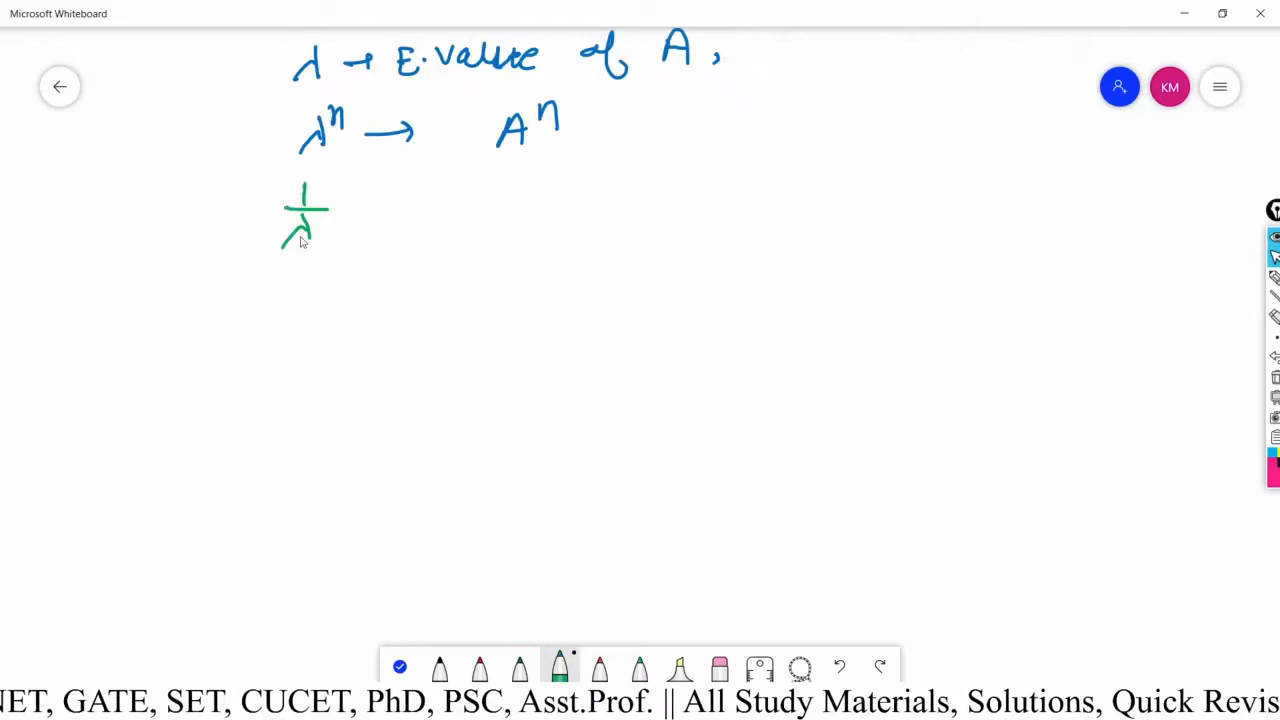 Microsoft Whiteboard
λ → E.value of A,
KM
λⁿ → Aⁿ
1/λ
NET, GATE, SET, CUCET, PhD, PSC, Asst.Prof. || All Study Materials, Solutions, Quick Revis